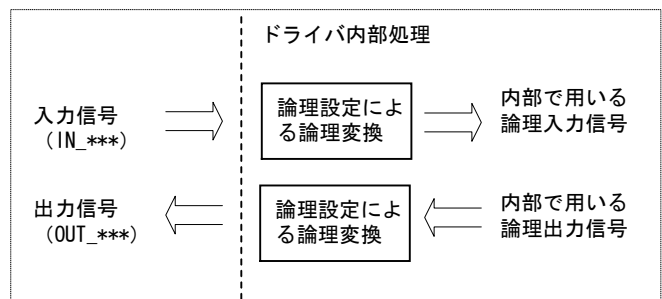 ドライバ内部処理
入力信号
（IN_***）
論理設定によ
る論理変換
内部で用いる
論理入力信号
出力信号
（OUT_***）
論理設定によ
る論理変換
内部で用いる
論理出力信号